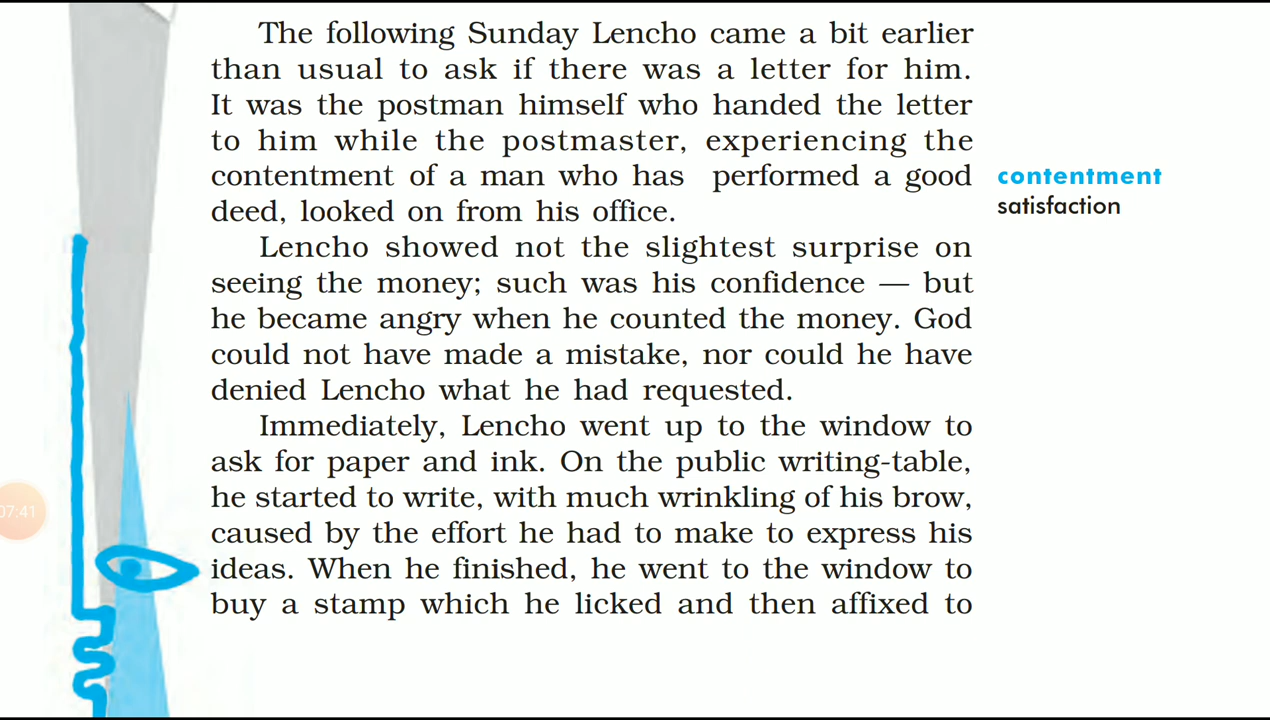 The following Sunday Lencho came a bit earlier
than usual to ask if there was a letter for him.
It was the postman himself who handed the letter
to him while the postmaster, experiencing the
contentment of a man who has performed a good
deed, looked on from his office.
Lencho showed not the slightest surprise on
seeing the money; such was his confidence — but
he became angry when he counted the money. God
could not have made a mistake, nor could he have
denied Lencho what he had requested.
Immediately, Lencho went up to the window to
ask for paper and ink. On the public writing-table,
he started to write, with much wrinkling of his brow,
caused by the effort he had to make to express his
ideas. When he finished, he went to the window to
buy a stamp which he licked and then affixed to
contentment
satisfaction
07:41